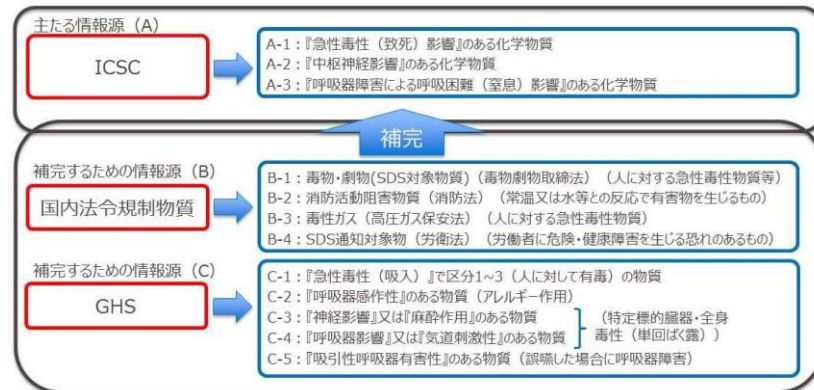 主たる情報源（A）
ICSC
A-1：『急性毒性（致死）影響』のある化学物質
A-2：『中枢神経影響』のある化学物質
A-3：『呼吸器障害による呼吸困難（窒息）影響』のある化学物質
補完
補完するための情報源（B）
国内法令規制物質
B-1：毒物・劇物(SDS対象物質)（毒物劇物取締法）（人に対する急性毒性物質等）
B-2：消防活動阻害物質（消防法）（常温又は水等との反応で有害物を生じるもの）
B-3：毒性ガス（高圧ガス保安法）（人に対する急性毒性物質）
B-4：SDS通知対象物（労衛法）（労働者に危険・健康障害を生じる恐れのあるもの）
補完するための情報源（C）
GHS
C-1：『急性毒性（吸入）』で区分1~3（人に対して有毒）の物質
C-2：『呼吸器感作性』のある物質（アレルギー作用）
C-3：『神経影響』又は『麻酔作用』のある物質
C-4：『呼吸器影響』又は『気道刺激性』のある物質
（特定標的臓器・全身
毒性（単回ばく露））
C-5：『吸引性呼吸器有害性』のある物質（誤嚥した場合に呼吸器障害）